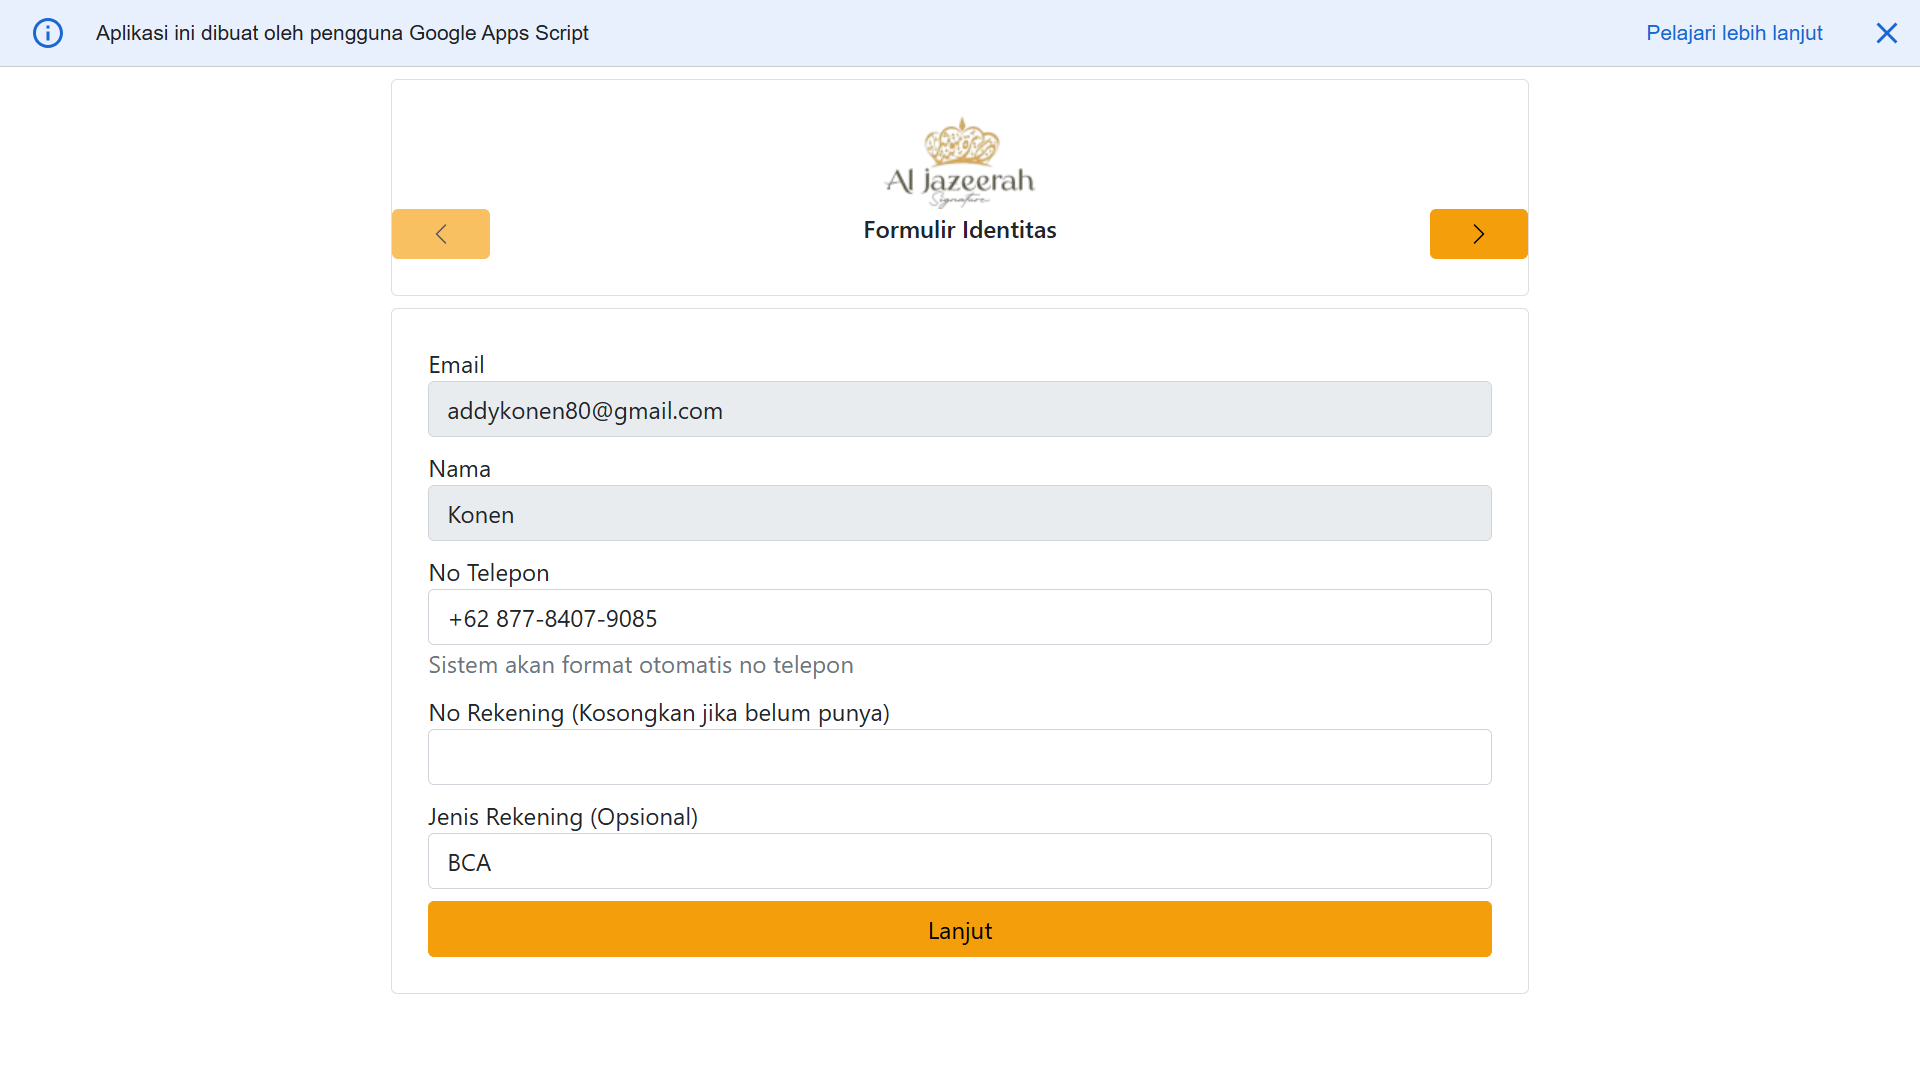 Aplikasi ini dibuat oleh pengguna Google Apps Script
Pelajari lebih lanjut
Al jazeerah
Signature
Formulir Identitas
Email
addykonen80@gmail.com
Nama
Konen
No Telepon
+62 877-8407-9085
Sistem akan format otomatis no telepon
No Rekening (Kosongkan jika belum punya)
Jenis Rekening (Opsional)
BCA
Lanjut